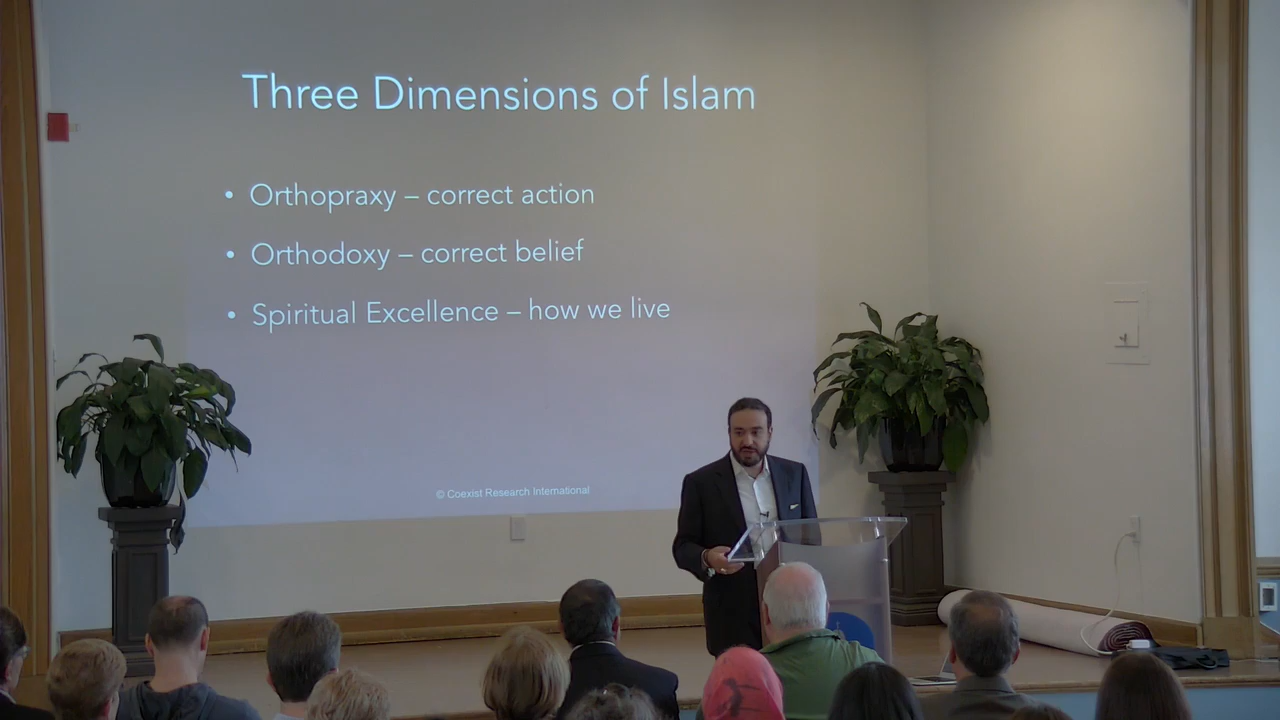 Three Dimensions of Islam
• Orthopraxy – correct action
• Orthodoxy – correct belief
• Spiritual Excellence – how we live
© Coexist Research International